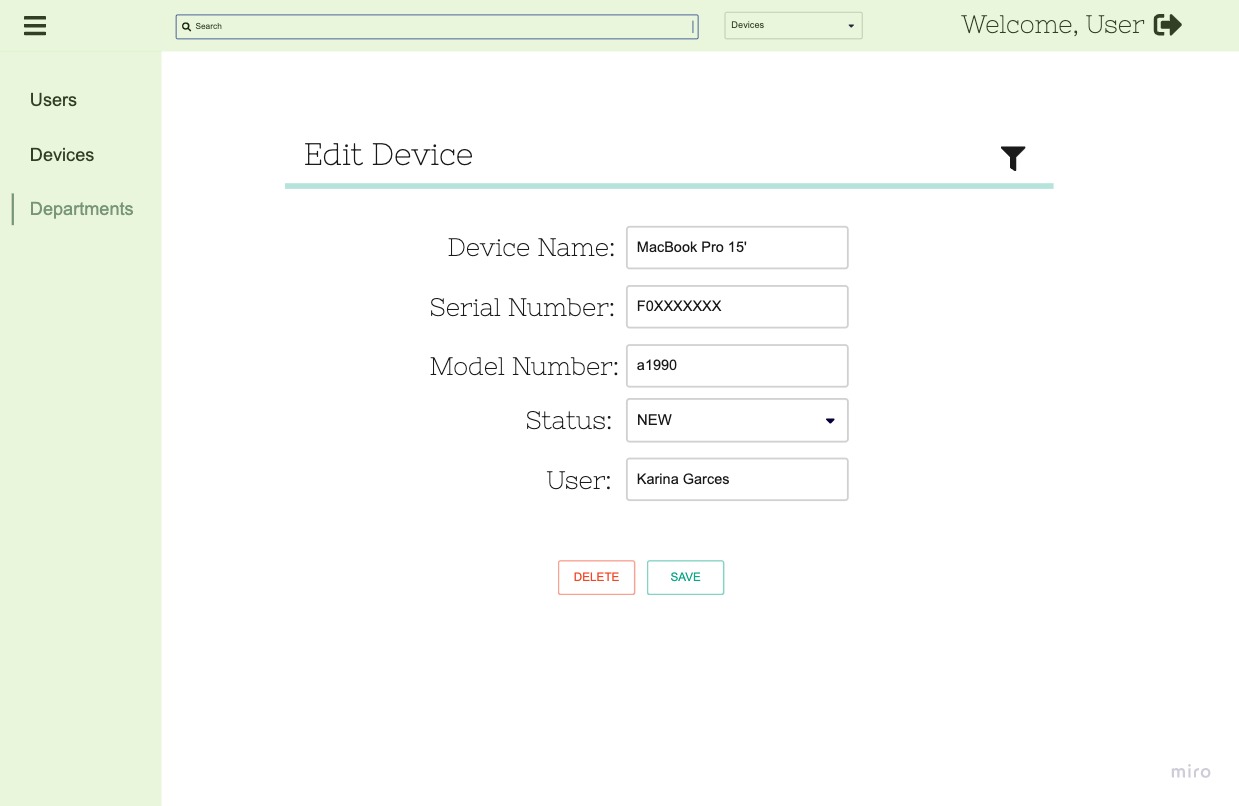 Search
Devices
Welcome, User
Users
Devices
Departments
Edit Device
Device Name: MacBook Pro 15'
Serial Number: F0XXXXXXX
Model Number: a1990
Status: NEW
User: Karina Garces
DELETE SAVE
miro